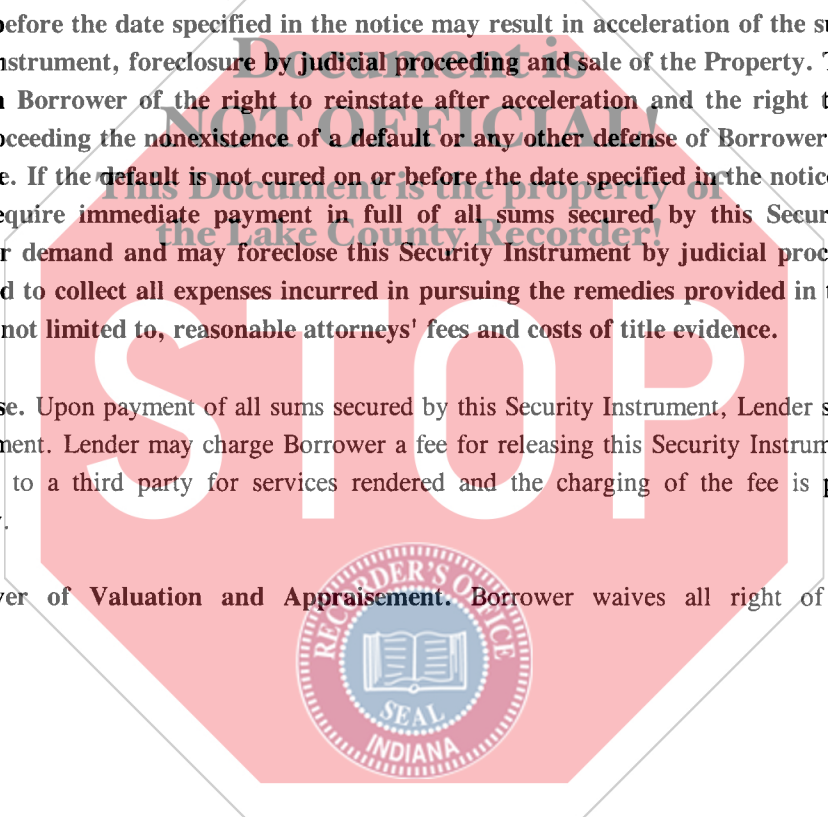 before the date specified in the notice may result in acceleration of the su
Document is
nstrument, foreclosure by judicial proceeding and sale of the Property. T
n Borrower of the right to reinstate after acceleration and the right t
NOT OFFICIAL!
oceeding the nonexistence of a default or any other defense of Borrower
e. If the default is not cured on or before the date specified in the notice
This Document is the property of
equire immediate payment in full of all sums secured by this Secur
the Lake County Recorder!
r demand and may foreclose this Security Instrument by judicial proc
d to collect all expenses incurred in pursuing the remedies provided in t
not limited to, reasonable attorneys' fees and costs of title evidence.
STOP
se. Upon payment of all sums secured by this Security Instrument, Lender s
ment. Lender may charge Borrower a fee for releasing this Security Instrum
to a third party for services rendered and the charging of the fee is p
.
ver of Valuation and Appraisement. Borrower waives all right of
RECORDER'S OFFICE
SEAL
INDIANA